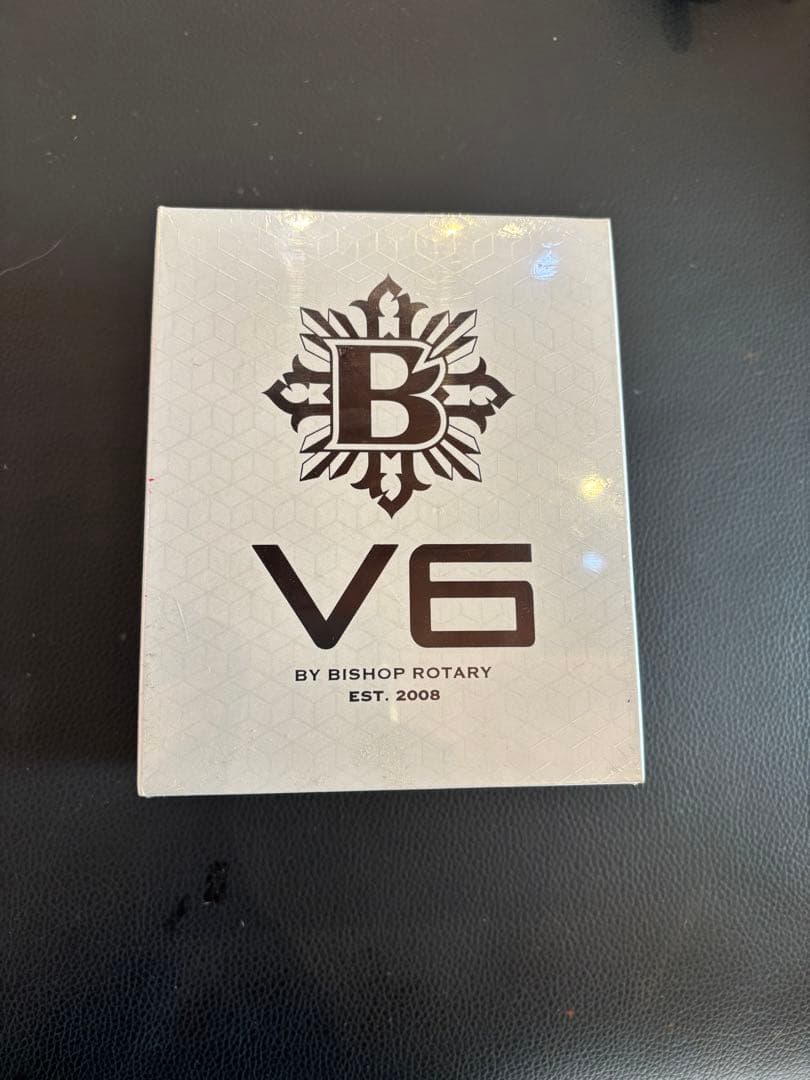 B
V6
BY BISHOP ROTARY
EST. 2008